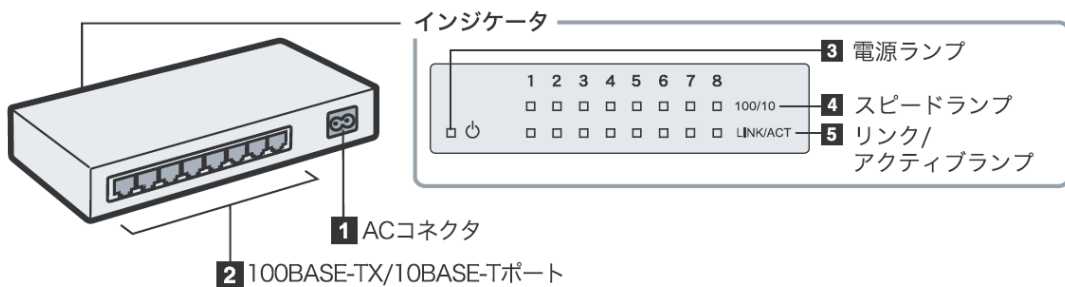 インジケータ
3 電源ランプ
1 2 3 4 5 6 7 8
100/10
4 スピードランプ
LINK/ACT
5 リンク/
アクティブランプ
1 ACコネクタ
2 100BASE-TX/10BASE-Tポート